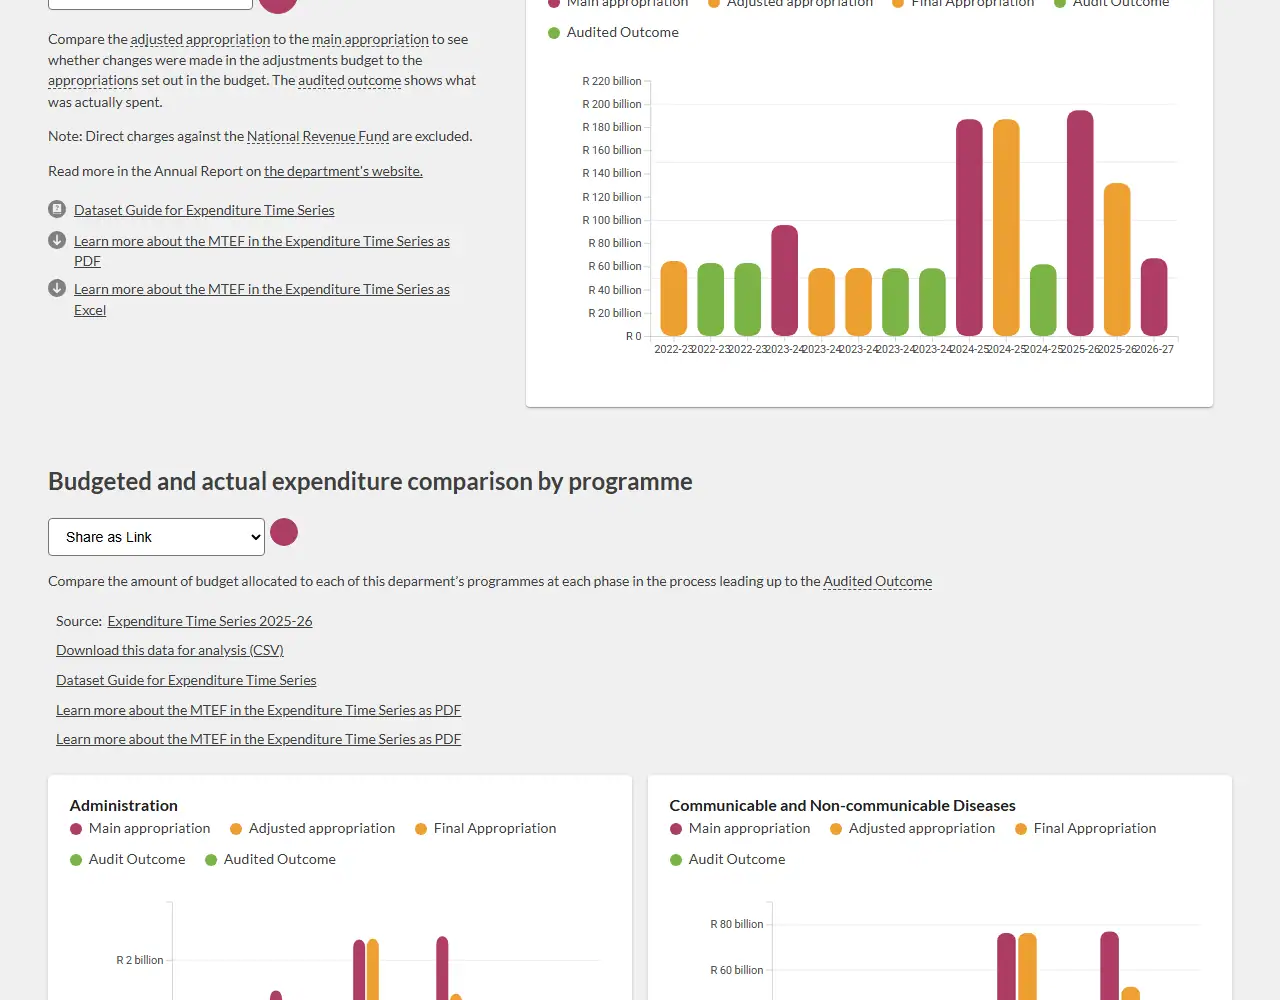 Main appropriation Adjusted appropriation Final Appropriation Audit Outcome
Audited Outcome
Compare the adjusted appropriation to the main appropriation to see
whether changes were made in the adjustments budget to the
appropriations set out in the budget. The audited outcome shows what
was actually spent.
Note: Direct charges against the National Revenue Fund are excluded.
Read more in the Annual Report on the department's website.
Dataset Guide for Expenditure Time Series
Learn more about the MTEF in the Expenditure Time Series as
PDF
Learn more about the MTEF in the Expenditure Time Series as
Excel
R 220 billion
R 200 billion
R 180 billion
R 160 billion
R 140 billion
R 120 billion
R 100 billion
R 80 billion
R 60 billion
R 40 billion
R 20 billion
R 0
2022-23 2022-23 2022-23 2023-24 2023-24 2023-24 2023-24 2023-24 2024-25 2024-25 2024-25 2025-26 2025-26 2026-27
Budgeted and actual expenditure comparison by programme
Share as Link
Compare the amount of budget allocated to each of this deparment's programmes at each phase in the process leading up to the Audited Outcome
Source: Expenditure Time Series 2025-26
Download this data for analysis (CSV)
Dataset Guide for Expenditure Time Series
Learn more about the MTEF in the Expenditure Time Series as PDF
Learn more about the MTEF in the Expenditure Time Series as PDF
Administration
Main appropriation Adjusted appropriation Final Appropriation
Audit Outcome Audited Outcome
R 2 billion
Communicable and Non-communicable Diseases
Main appropriation Adjusted appropriation Final Appropriation
Audit Outcome
R 80 billion
R 60 billion